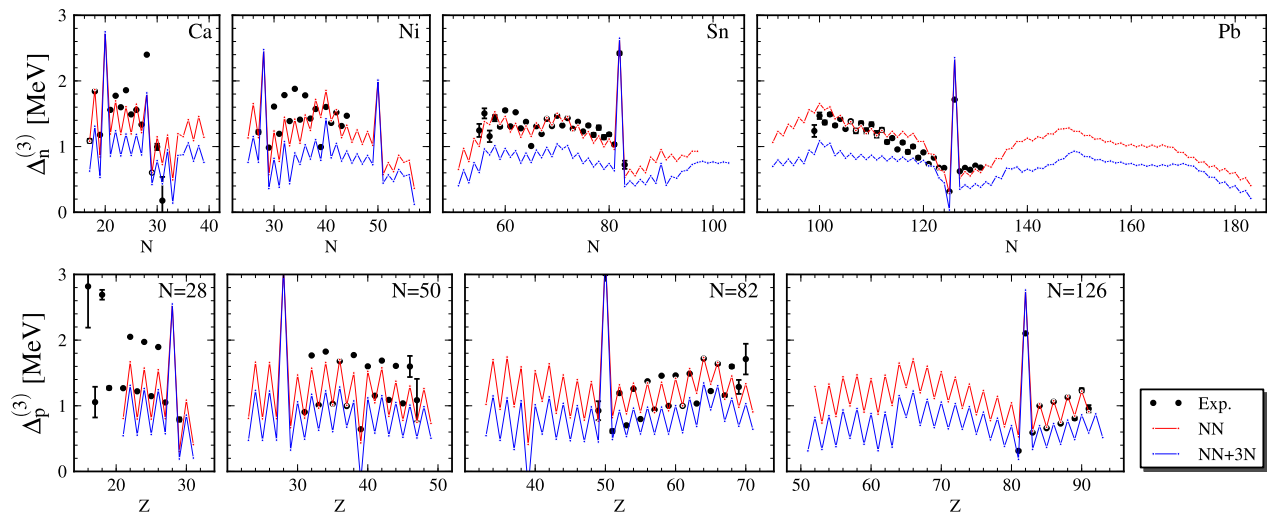 Δn(3) [MeV]
3
2
1
0
Ca
Ni
Sn
Pb
20 30 40
30 40 50
60 80 100
100 120 140 160 180
N
N
N
N
Δp(3) [MeV]
3
2
1
0
N=28
N=50
N=82
N=126
20 30
30 40 50
40 50 60 70
50 60 70 80 90
Z
Z
Z
Z
Exp.
NN
NN+3N